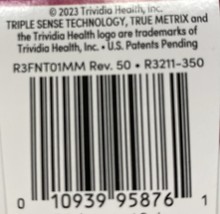 © 2023 Trividia Health, Inc.
TRIPLE SENSE TECHNOLOGY, TRUE METRIX and
the Trividia Health logo are trademarks of
Trividia Health, Inc. • U.S. Patents Pending
R3FNT01MM Rev. 50 • R3211-350
0 10939 95876 1